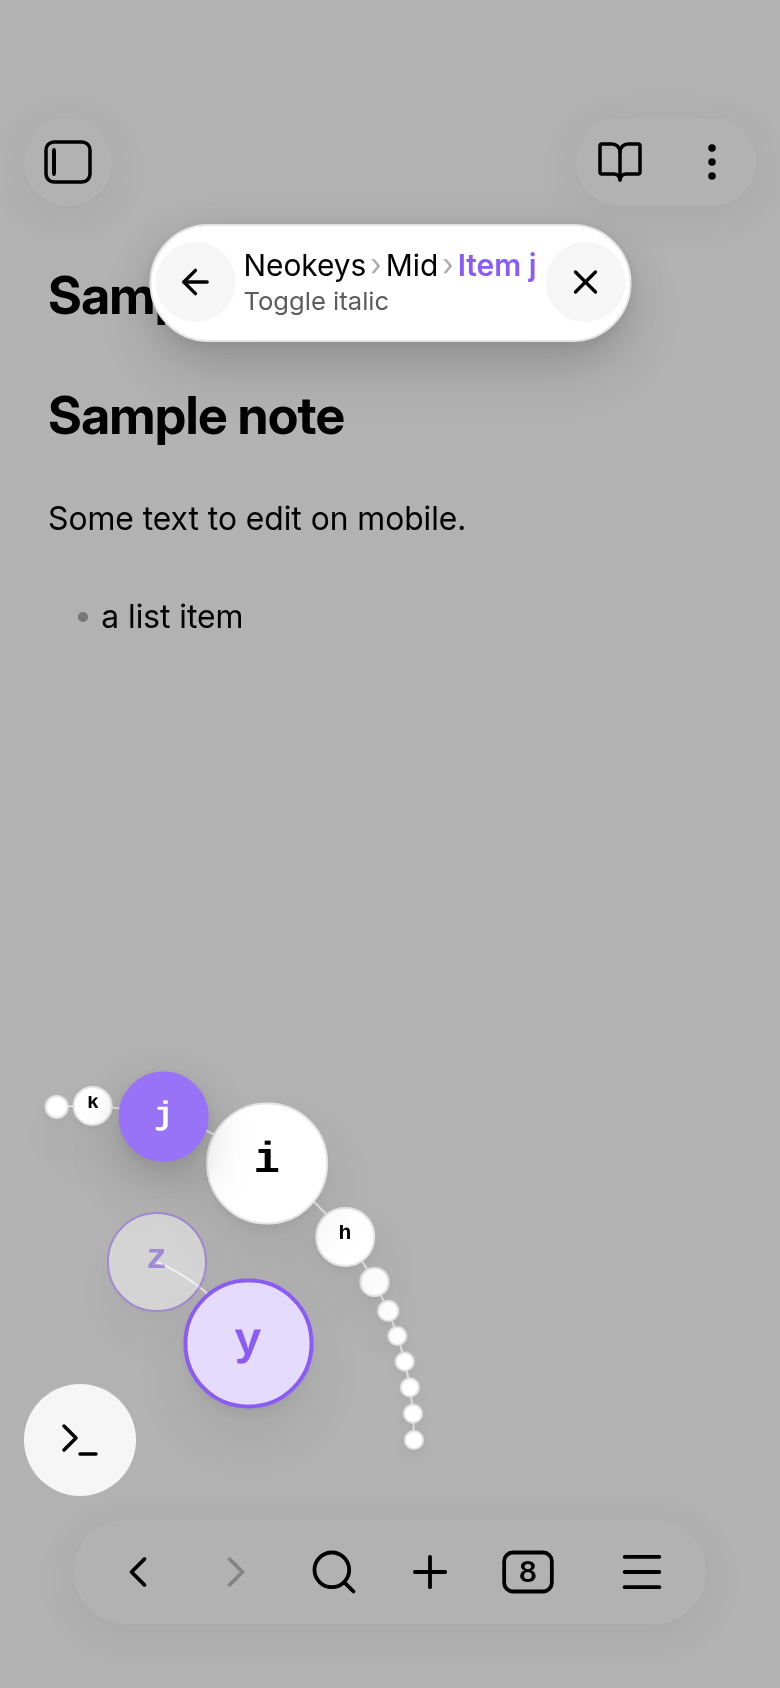 Neokeys › Mid › Item j
Toggle italic
Sam
Sample note
Some text to edit on mobile.
• a list item
k
j
i
h
z
y
8